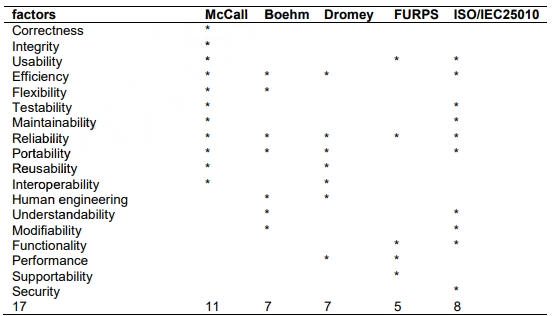 factors McCall Boehm Dromey FURPS ISO/IEC25010
Correctness *
Integrity *
Usability * * *
Efficiency * * * *
Flexibility * *
Testability * *
Maintainability * *
Reliability * * * * *
Portability * * * *
Reusability * *
Interoperability * *
Human engineering * *
Understandability * *
Modifiability * *
Functionality * *
Performance * *
Supportability *
Security *
17 11 7 7 5 8